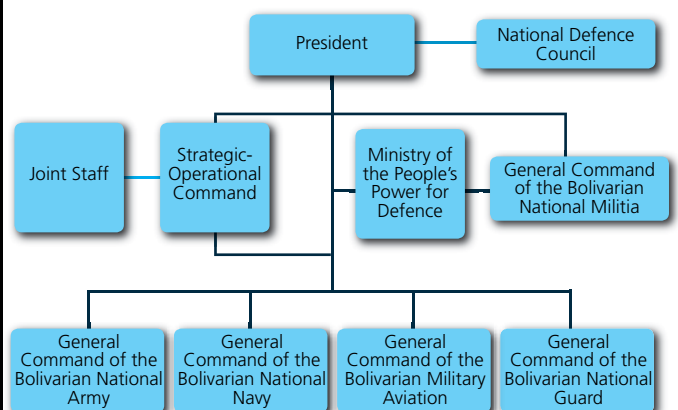 President
National Defence
Council
Joint Staff
Strategic-
Operational
Command
Ministry of
the People's
Power for
Defence
General Command
of the Bolivarian
National Militia
General
Command of the
Bolivarian National
Army
General
Command of the
Bolivarian National
Navy
General
Command of the
Bolivarian Military
Aviation
General
Command of the
Bolivarian National
Guard